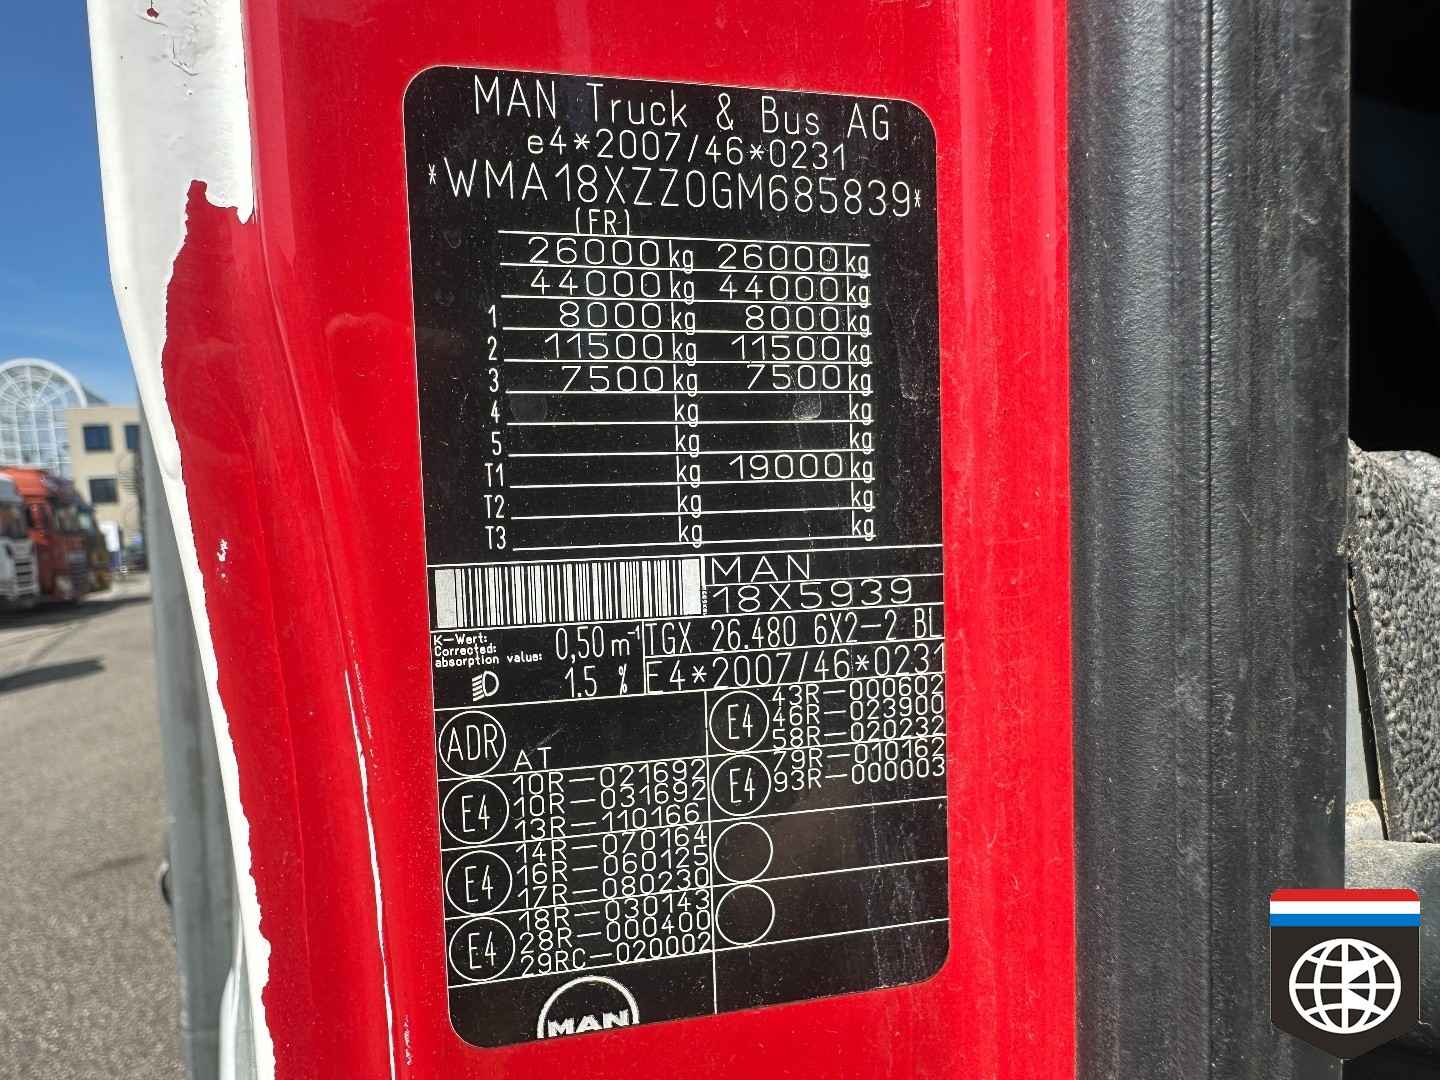 MAN Truck & Bus AG
e4*2007/46*0231
*WMA18XZZ0GM685839*
(FR)
26000kg 26000kg
44000kg 44000kg
1 8000kg 8000kg
2 11500kg 11500kg
3 7500kg 7500kg
4 kg kg
5 kg kg
T1 kg 19000kg
T2 kg kg
T3 kg kg
MAN
18X5939
K-Wert:
Corrected:
absorption value:
0,50 m⁻¹
1.5 %
TGX 26.480 6X2-2 BL
E4*2007/46*0231
ADR AT
E4
10R-021692
10R-031692
13R-110166
E4
14R-070164
16R-060125
17R-080230
E4
18R-030143
28R-000400
29RC-020002
E4
43R-000602
46R-023900
58R-020232
E4
79R-010162
93R-000003
MAN